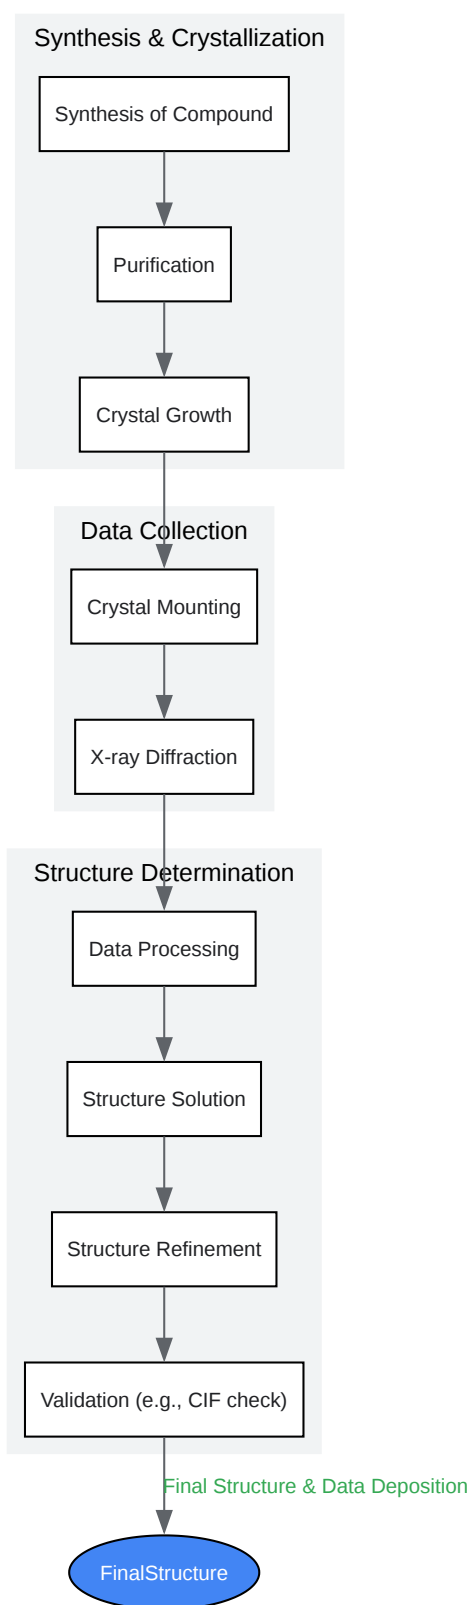 Synthesis & Crystallization
Synthesis of Compound
Purification
Crystal Growth
Data Collection
Crystal Mounting
X-ray Diffraction
Structure Determination
Data Processing
Structure Solution
Structure Refinement
Validation (e.g., CIF check)
Final Structure & Data Deposition
FinalStructure